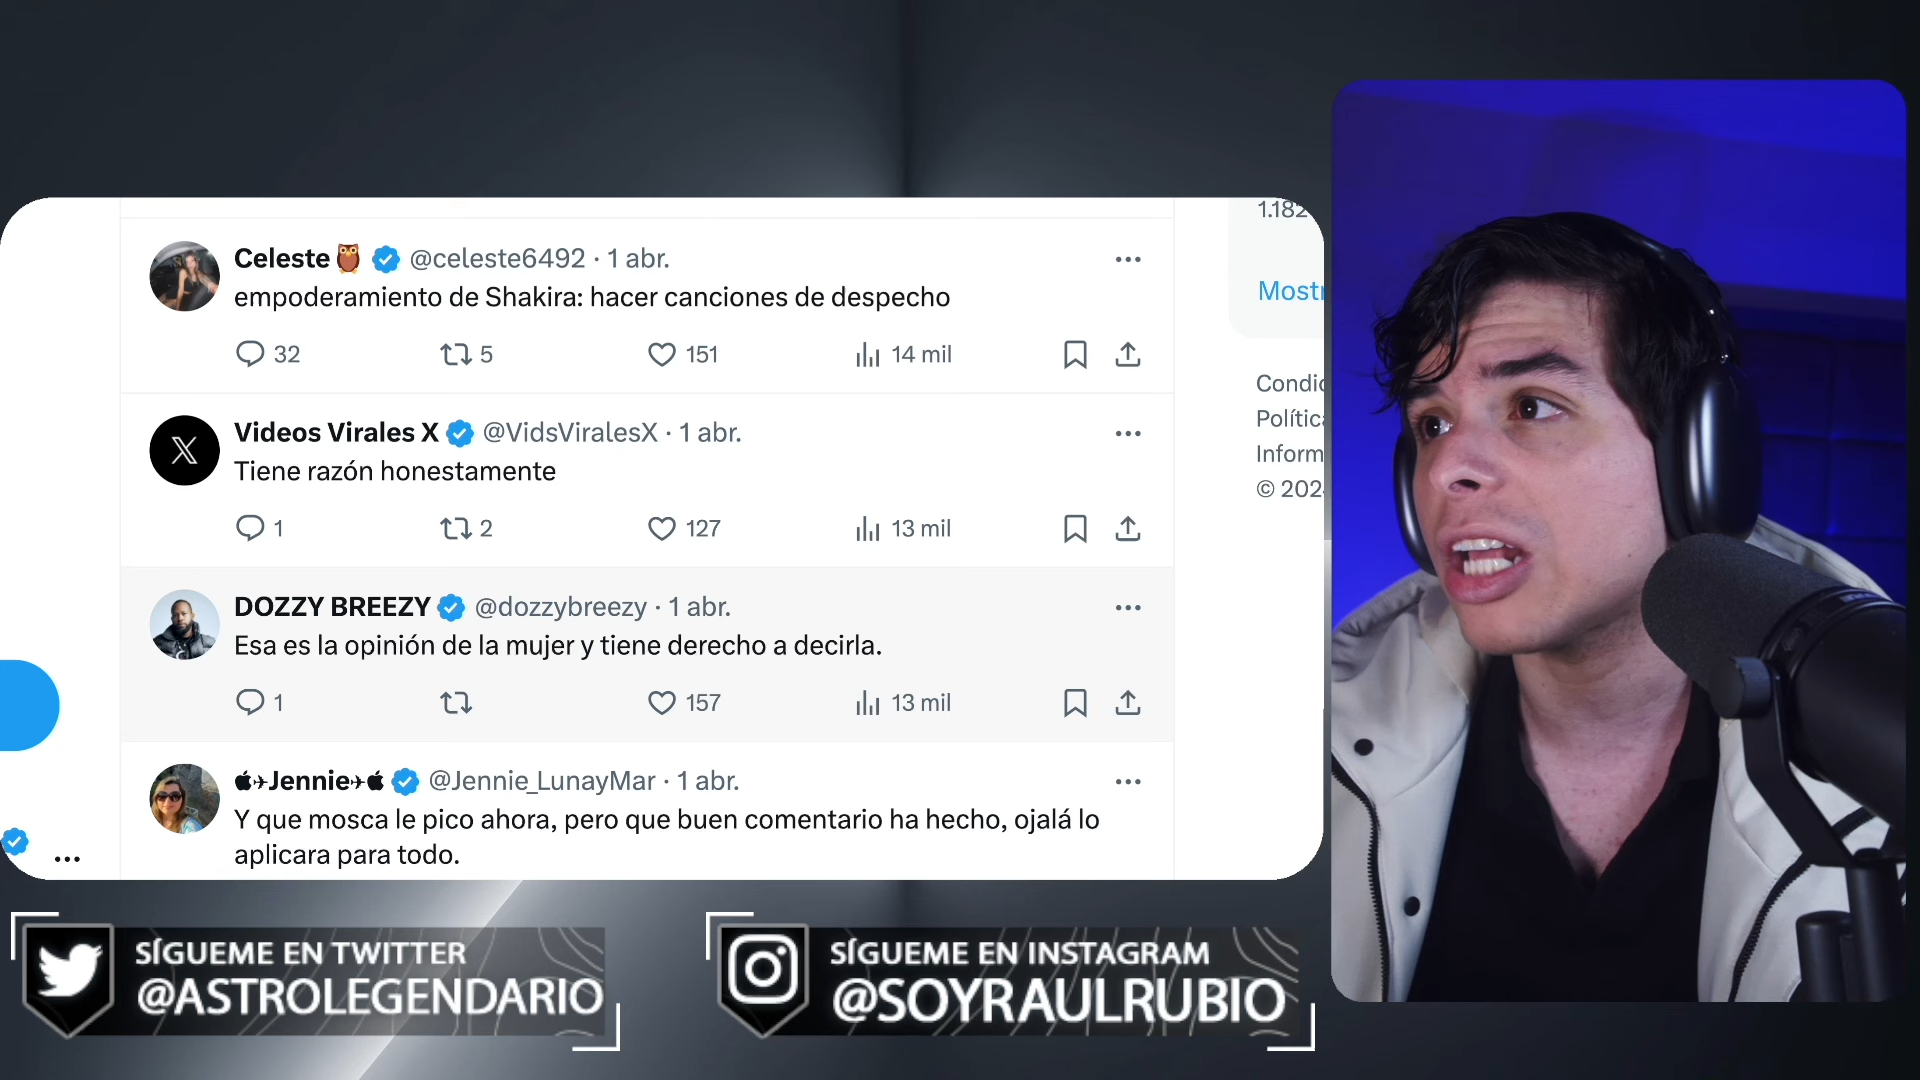 1.182
Celeste🦉 @celeste6492 · 1 abr.
empoderamiento de Shakira: hacer canciones de despecho
32 5 151 14 mil
Mostr
Condic
Política
Inform
© 202
Videos Virales X @VidsViralesX · 1 abr.
Tiene razón honestamente
1 2 127 13 mil
DOZZY BREEZY @dozzybreezy · 1 abr.
Esa es la opinión de la mujer y tiene derecho a decirla.
1 157 13 mil
✈Jennie✈ @Jennie_LunayMar · 1 abr.
Y que mosca le pico ahora, pero que buen comentario ha hecho, ojalá lo
aplicara para todo.
SÍGUEME EN TWITTER
@ASTROLEGENDARIO
SÍGUEME EN INSTAGRAM
@SOYRAULRUBIO